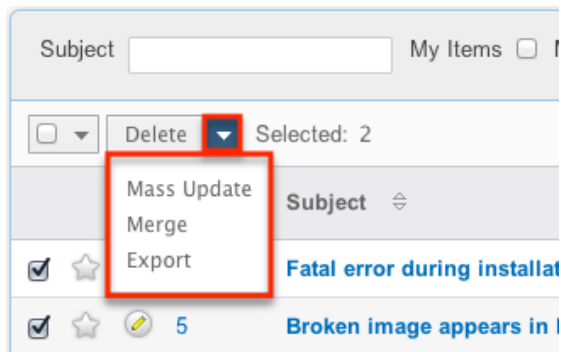 Subject My Items
Delete Selected: 2
Mass Update
Subject
Merge
Export
Fatal error during
5 Broken image appears in